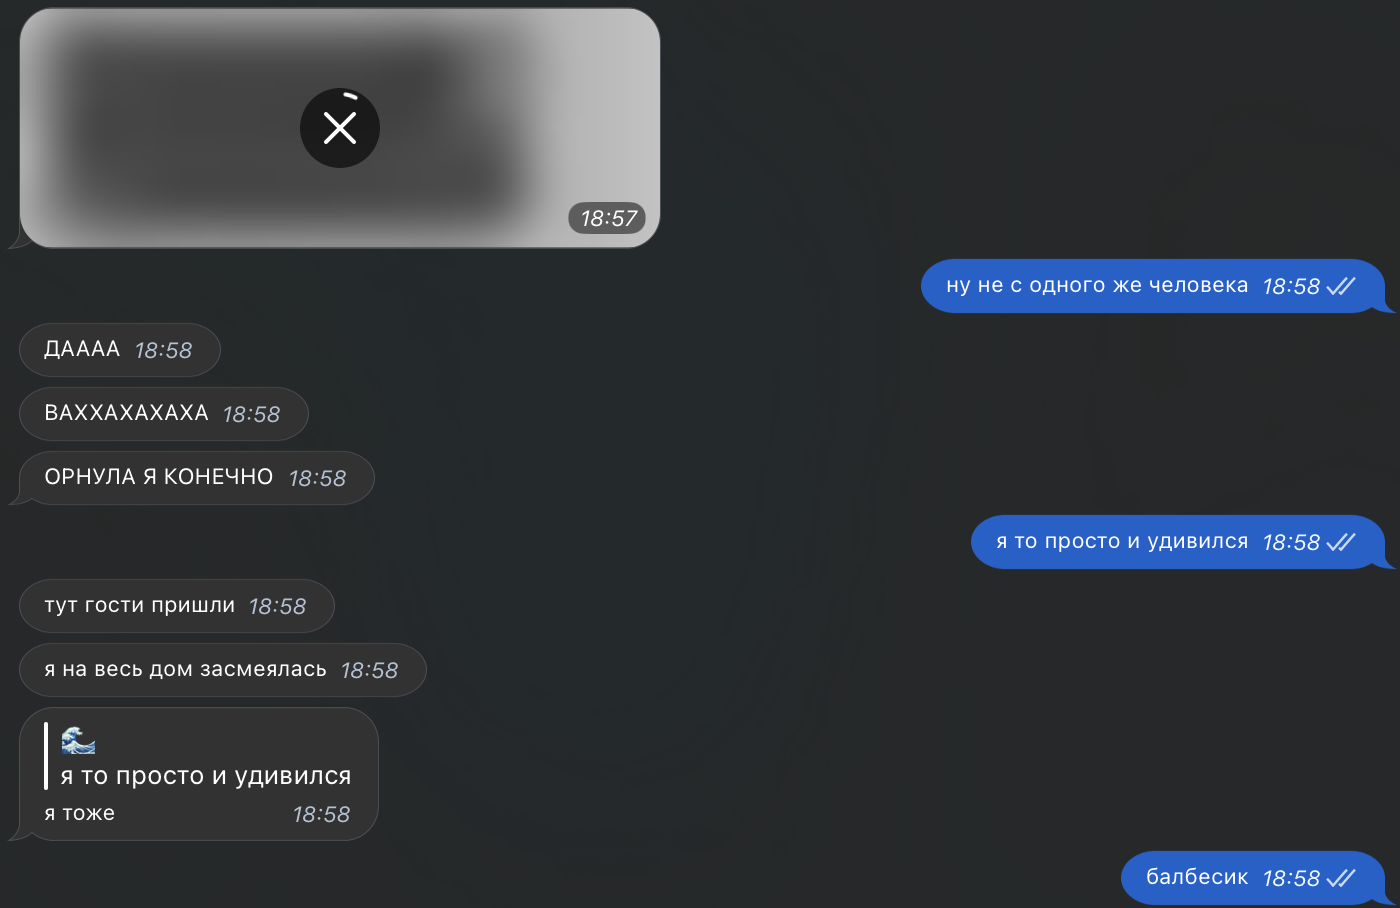 18:57
ну не с одного же человека 18:58
ДАААА 18:58
ВАХХАХАХАХА 18:58
ОРНУЛА Я КОНЕЧНО 18:58
я то просто и удивился 18:58
тут гости пришли 18:58
я на весь дом засмеялась 18:58
🌊
я то просто и удивился
я тоже 18:58
балбесик 18:58